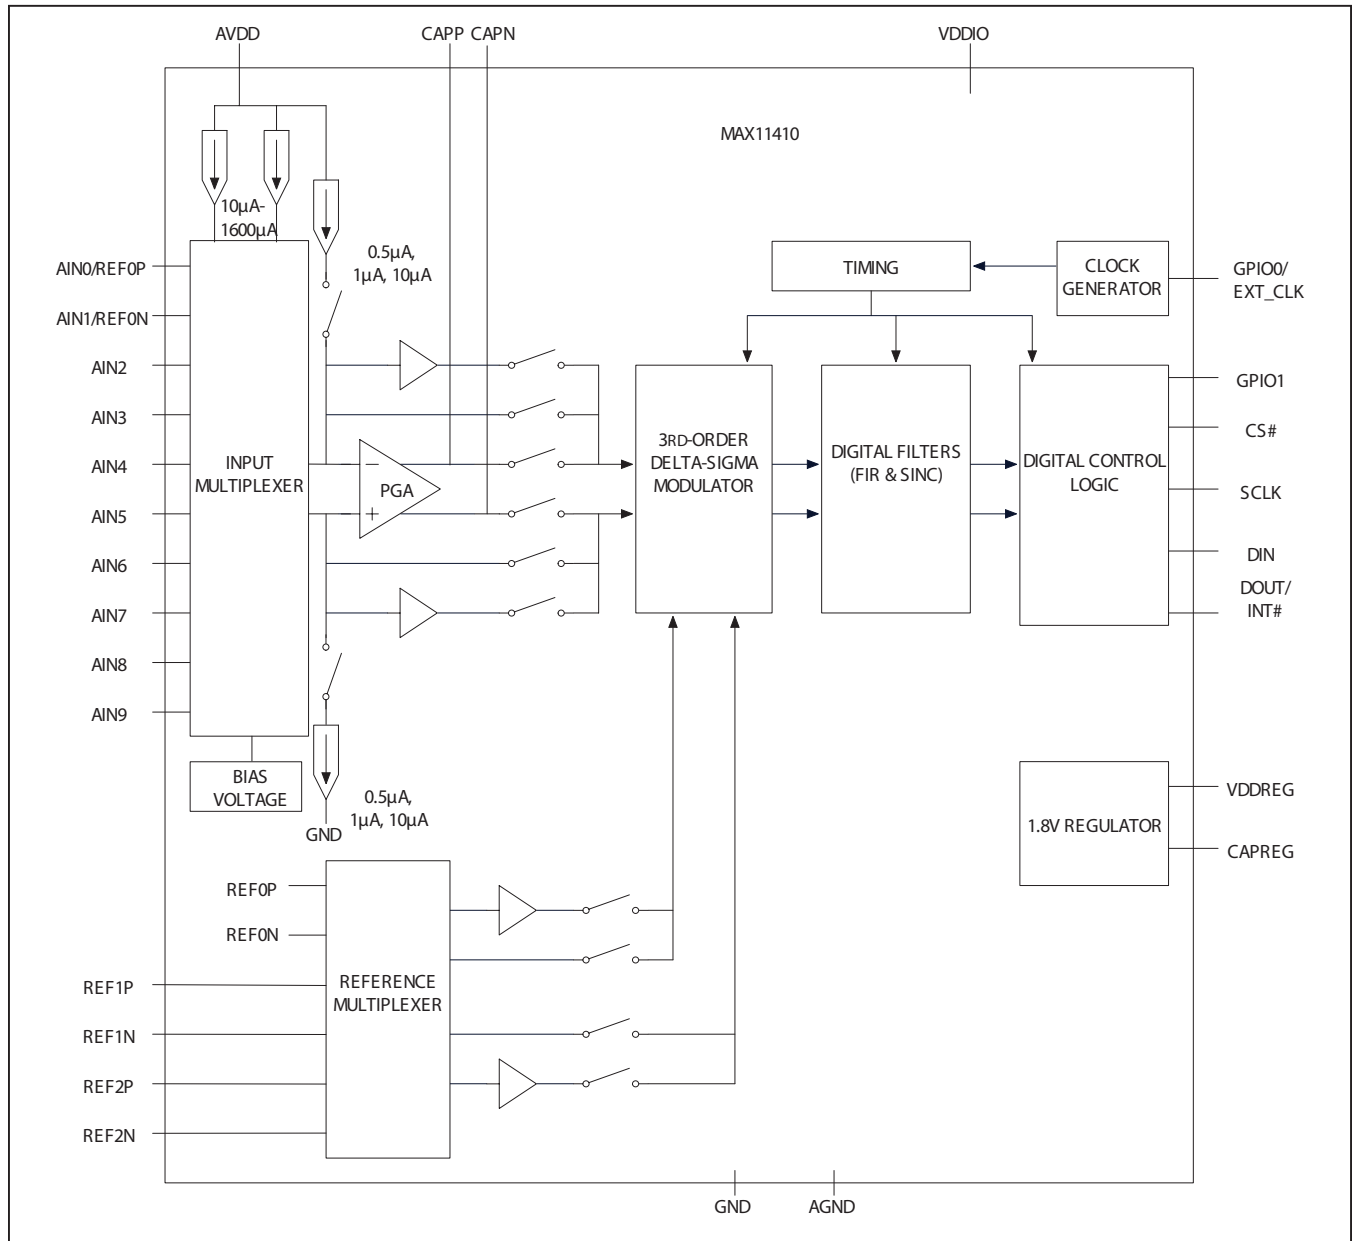 AVDD
CAPP CAPN
VDDIO
MAX11410
10µA-
1600µA
0.5µA,
1µA, 10µA
AIN0/REF0P
AIN1/REF0N
AIN2
AIN3
AIN4
AIN5
AIN6
AIN7
AIN8
AIN9
INPUT
MULTIPLEXER
BIAS
VOLTAGE
−
PGA
+
0.5µA,
1µA, 10µA
GND
TIMING
CLOCK
GENERATOR
GPIO0/
EXT_CLK
3RD-ORDER
DELTA-SIGMA
MODULATOR
DIGITAL FILTERS
(FIR & SINC)
DIGITAL CONTROL
LOGIC
GPIO1
CS#
SCLK
DIN
DOUT/
INT#
1.8V REGULATOR
VDDREG
CAPREG
REF0P
REF0N
REF1P
REF1N
REF2P
REF2N
REFERENCE
MULTIPLEXER
GND
AGND